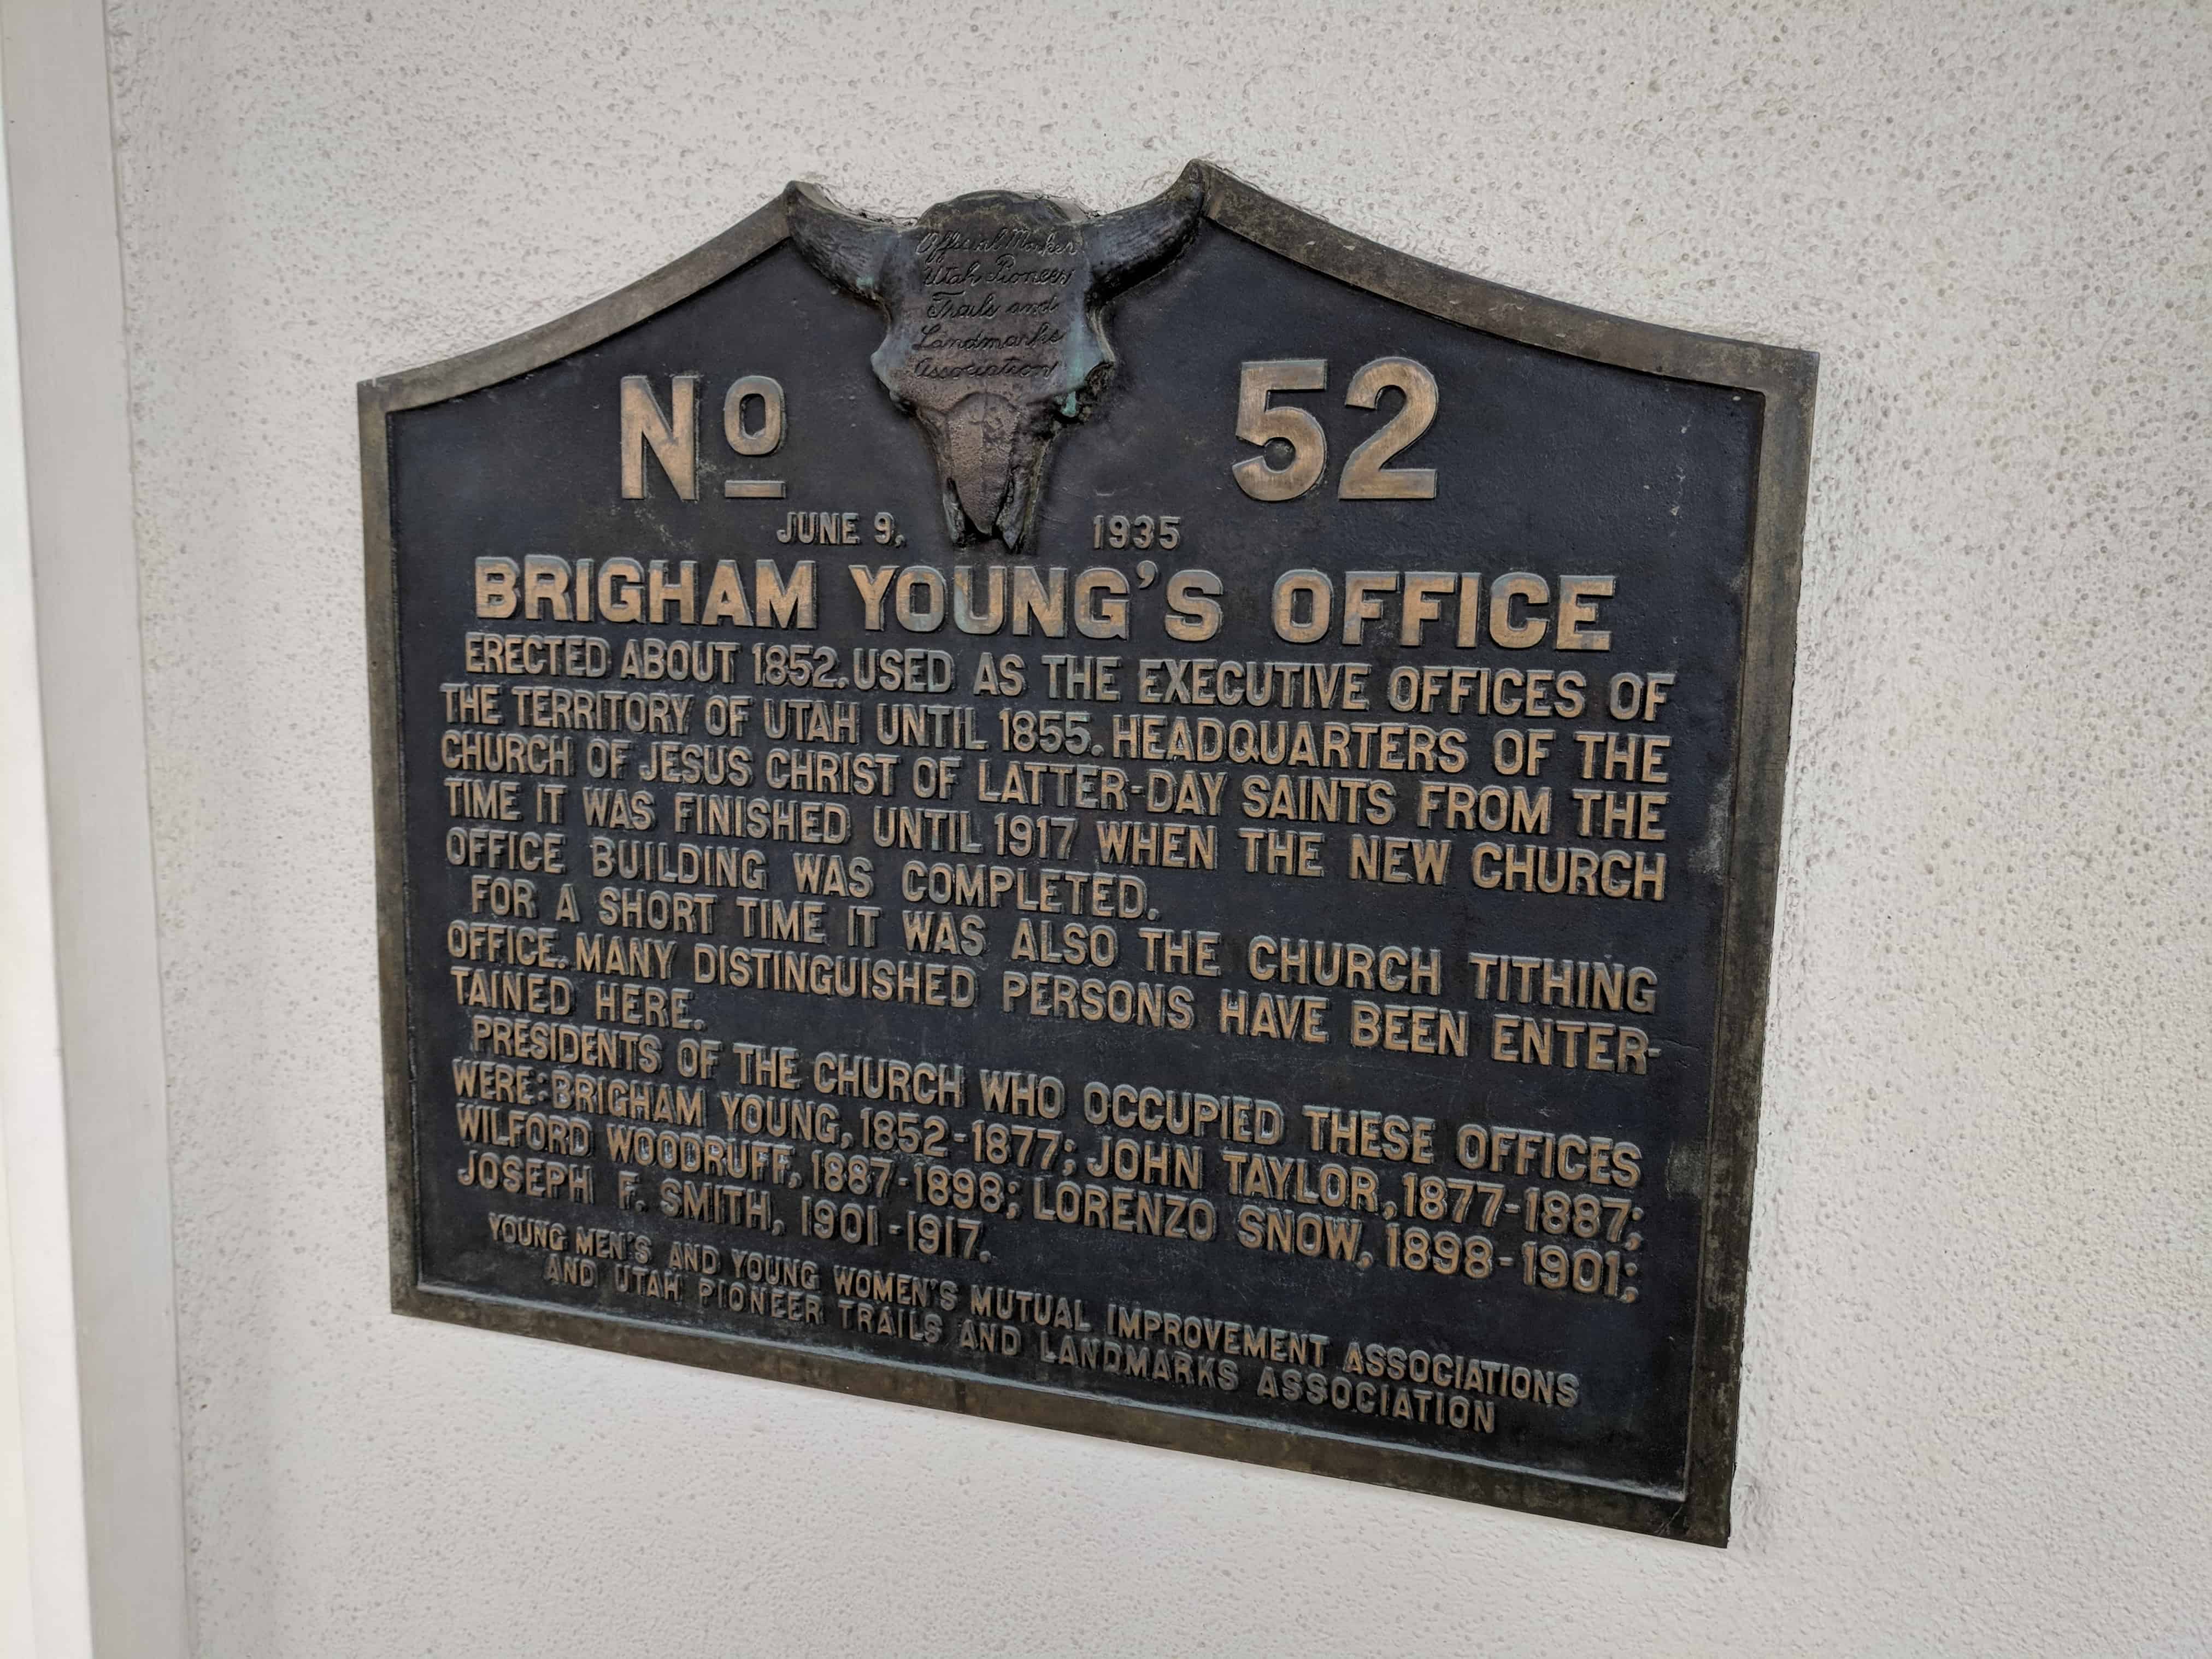 Official Marker
Utah Pioneer
Trails and
Landmarks
Association
No 52
JUNE 9, 1935
BRIGHAM YOUNG'S OFFICE
ERECTED ABOUT 1852. USED AS THE EXECUTIVE OFFICES OF
THE TERRITORY OF UTAH UNTIL 1855. HEADQUARTERS OF THE
CHURCH OF JESUS CHRIST OF LATTER-DAY SAINTS FROM THE
TIME IT WAS FINISHED UNTIL 1917 WHEN THE NEW CHURCH
OFFICE BUILDING WAS COMPLETED.
FOR A SHORT TIME IT WAS ALSO THE CHURCH TITHING
OFFICE. MANY DISTINGUISHED PERSONS HAVE BEEN ENTER-
TAINED HERE.
PRESIDENTS OF THE CHURCH WHO OCCUPIED THESE OFFICES
WERE: BRIGHAM YOUNG, 1852-1877; JOHN TAYLOR, 1877-1887;
WILFORD WOODRUFF, 1887-1898; LORENZO SNOW, 1898-1901;
JOSEPH F. SMITH, 1901-1917.
YOUNG MEN'S AND YOUNG WOMEN'S MUTUAL IMPROVEMENT ASSOCIATIONS
AND UTAH PIONEER TRAILS AND LANDMARKS ASSOCIATION